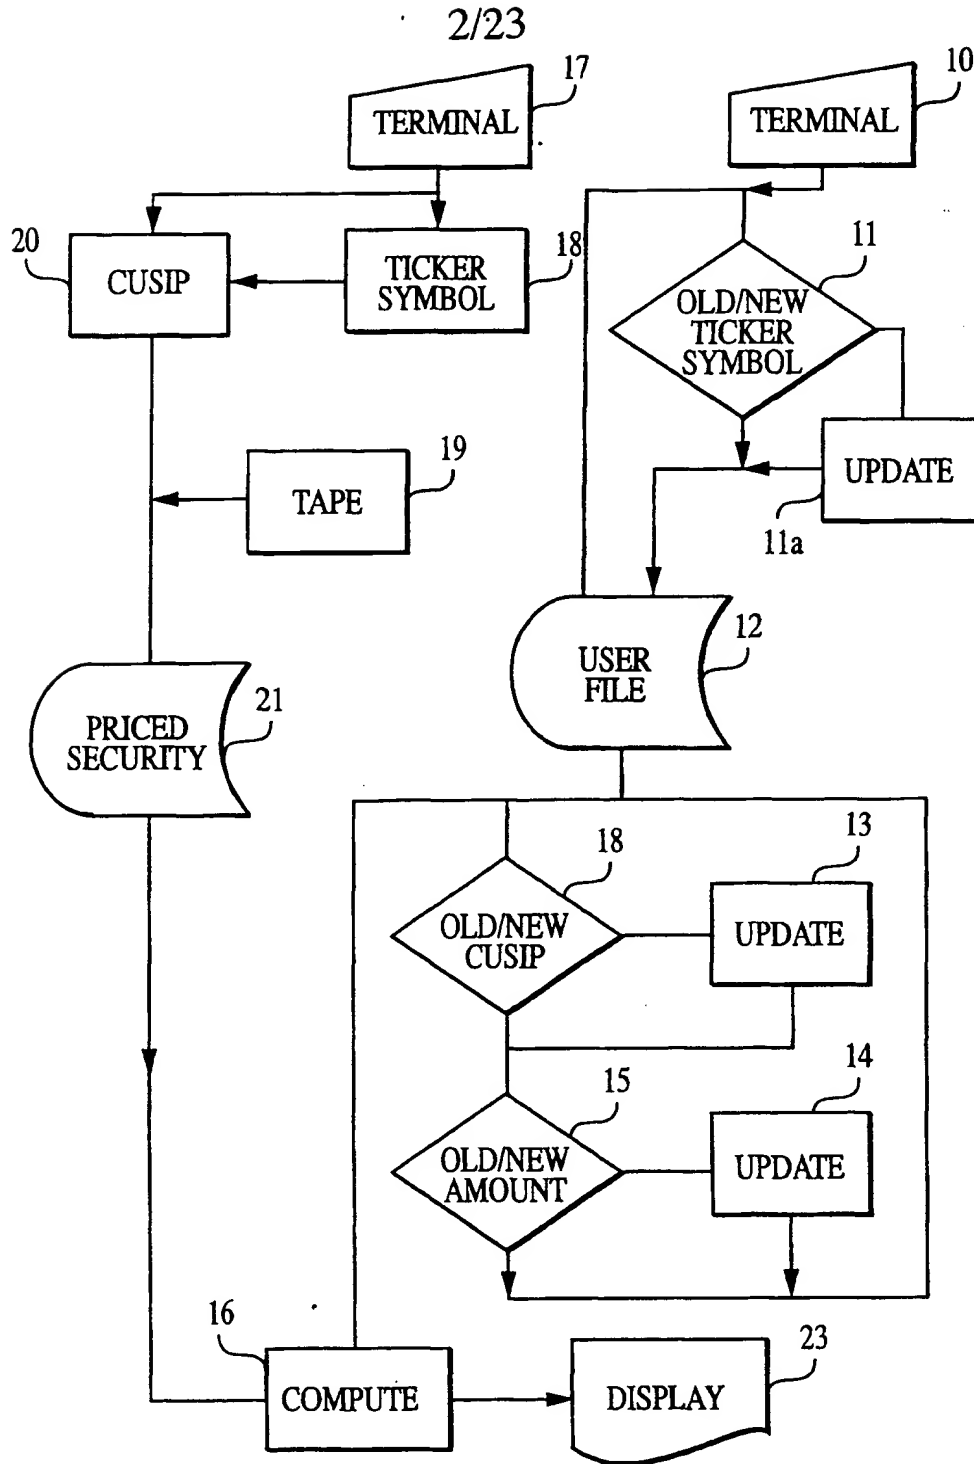 2/23
17
TERMINAL
10
TERMINAL
20
CUSIP
18
TICKER
SYMBOL
11
OLD/NEW
TICKER
SYMBOL
19
TAPE
UPDATE
11a
12
USER
FILE
21
PRICED
SECURITY
18
OLD/NEW
CUSIP
13
UPDATE
15
OLD/NEW
AMOUNT
14
UPDATE
16
COMPUTE
23
DISPLAY